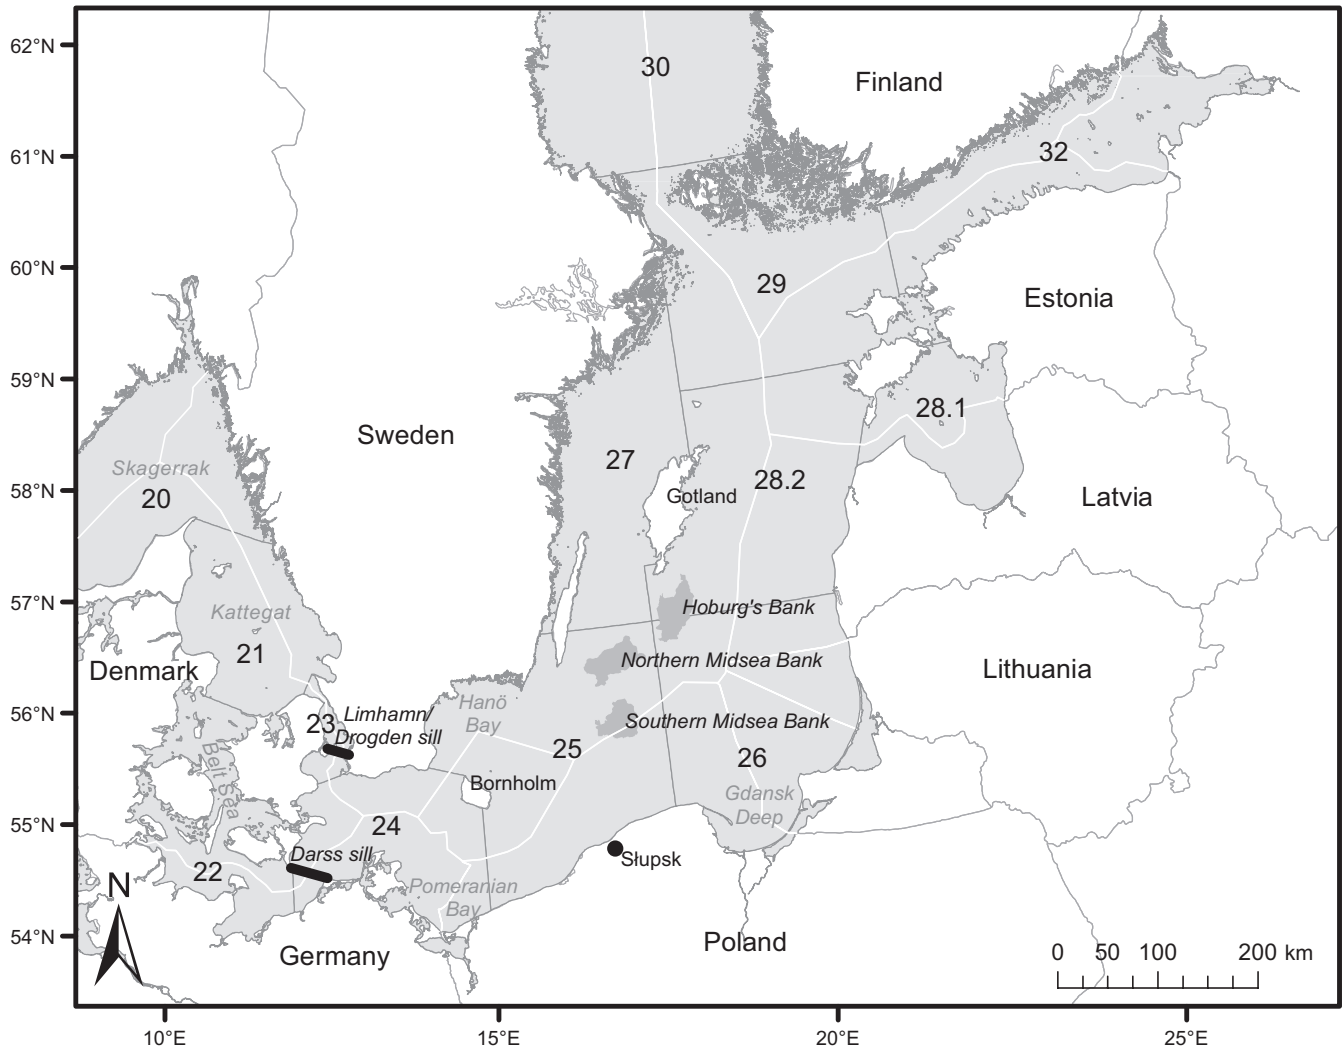 62°N
61°N
60°N
59°N
58°N
57°N
56°N
55°N
54°N
30
Finland
32
29
Estonia
28.1
Sweden
27
28.2
Skagerrak
20
Gotland
Latvia
Kattegat
21
Hoburg's Bank
Denmark
Northern Midsea Bank
Lithuania
Hanö
Bay
23
Limhamn/
Drogden sill
Southern Midsea Bank
25
26
Belt Sea
Bornholm
Gdansk
Deep
24
Darss sill
22
Słupsk
N
Pomeranian
Bay
Germany
Poland
0 50 100 200 km
10°E 15°E 20°E 25°E